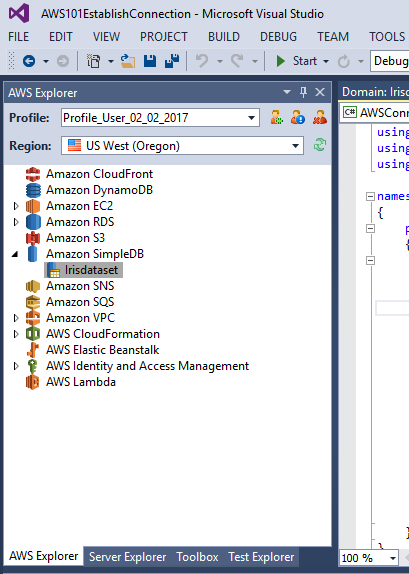 AWS101EstablishConnection - Microsoft Visual Studio
FILE EDIT VIEW PROJECT BUILD DEBUG TEAM TOOLS
Start Debug
AWS Explorer
Profile: Profile_User_02_02_2017
Region: US West (Oregon)
Amazon CloudFront
Amazon DynamoDB
Amazon EC2
Amazon RDS
Amazon S3
Amazon SimpleDB
Irisdataset
Amazon SNS
Amazon SQS
Amazon VPC
AWS CloudFormation
AWS Elastic Beanstalk
AWS Identity and Access Management
AWS Lambda
AWS Explorer Server Explorer Toolbox Test Explorer
Domain: Irisc
C# AWSConn
using
using
using
names
{
p
{
}
}
100 %